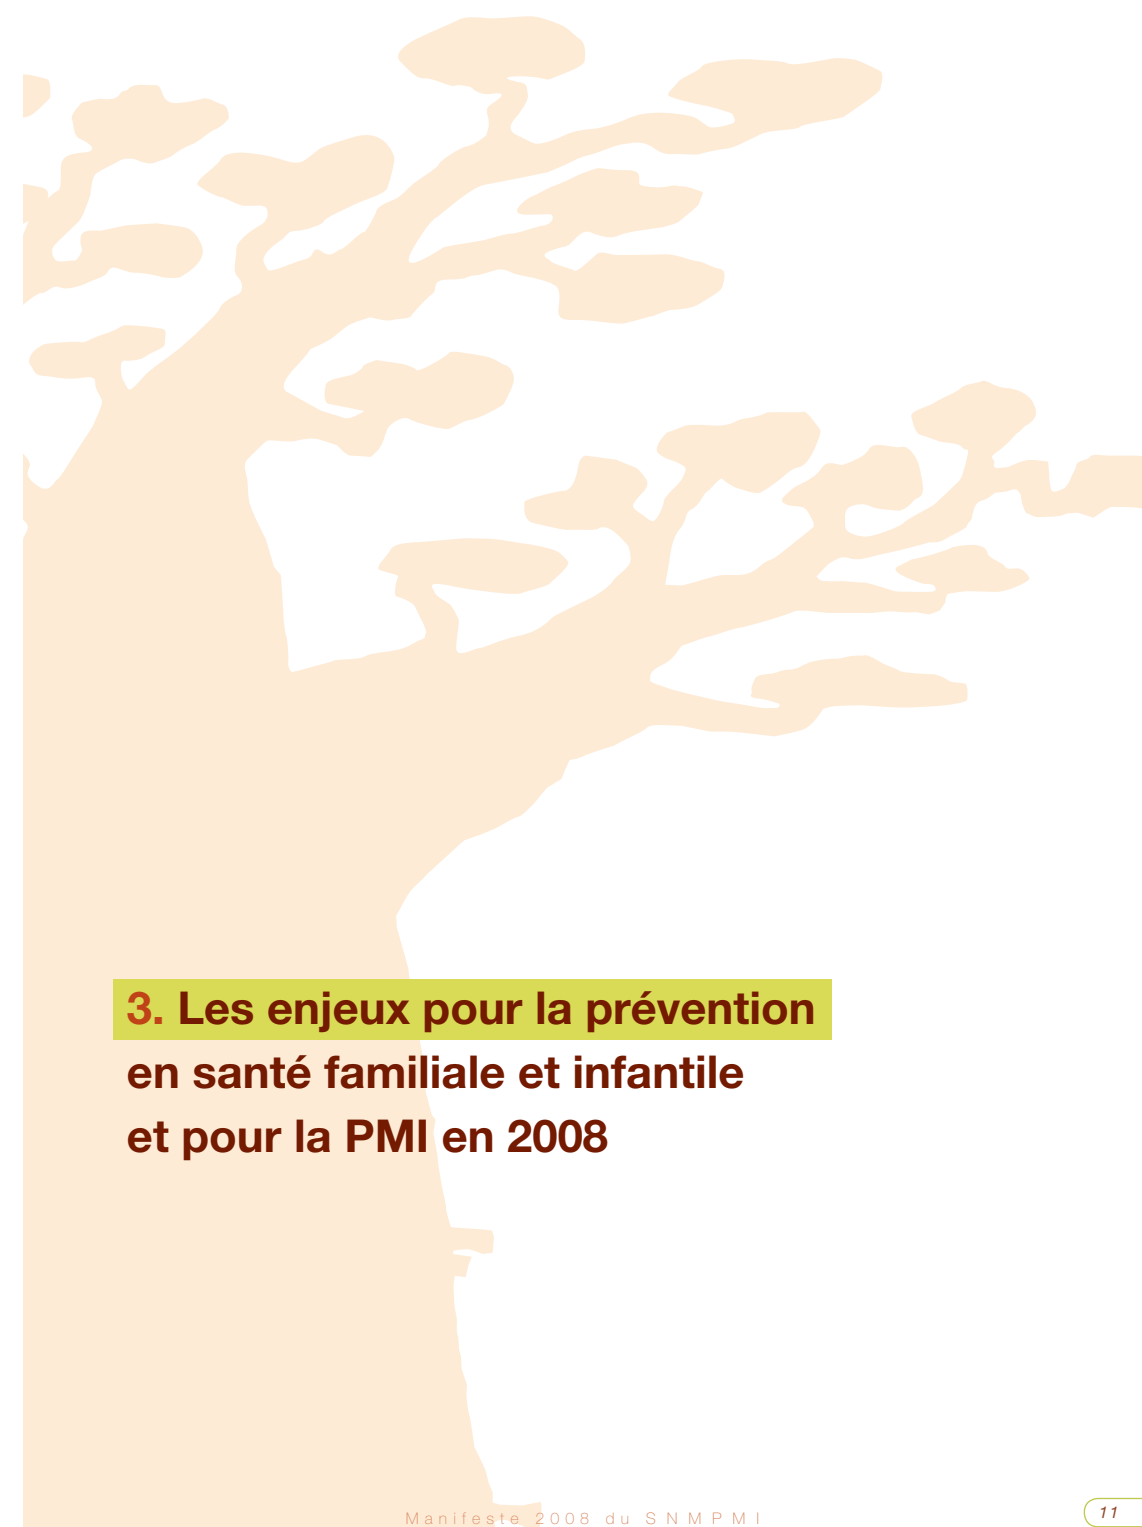 3. Les enjeux pour la prévention
en santé familiale et infantile
et pour la PMI en 2008
Manifeste 2008 du SNMPMI
11